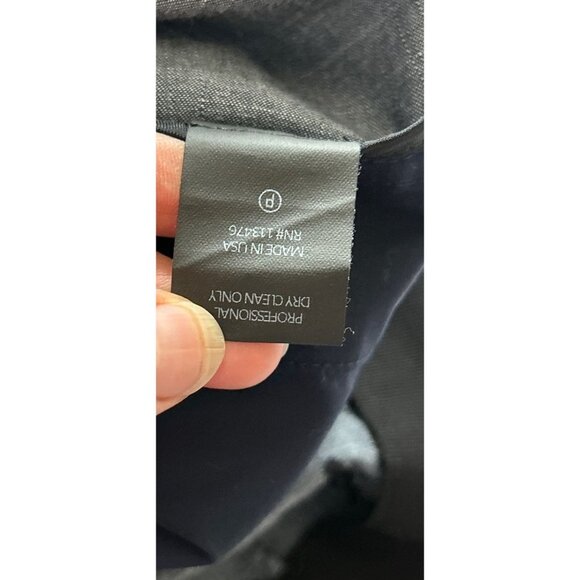 PROFESSIONAL
DRY CLEAN ONLY
MADE IN USA
RN# 113476
P